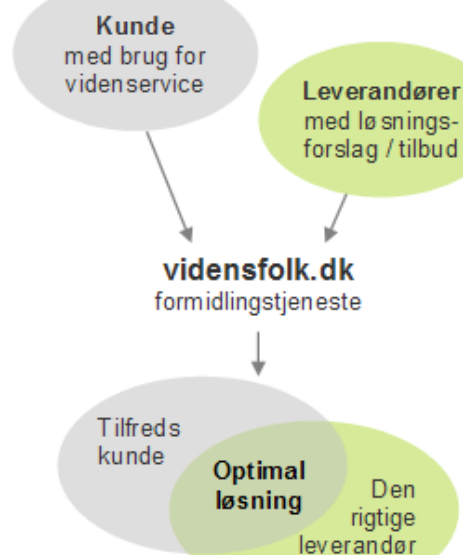 Kunde
med brug for
videnservice
Leverandører
med løsnings-
forslag / tilbud
vidensfolk.dk
formidlingstjeneste
Tilfreds
kunde
Optimal
løsning
Den
rigtige
leverandør